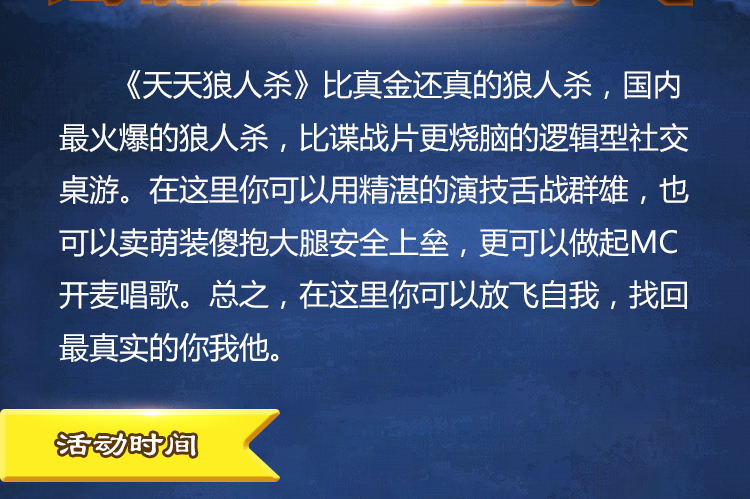 《天天狼人杀》比真金还真的狼人杀，国内
最火爆的狼人杀，比谍战片更烧脑的逻辑型社交
桌游。在这里你可以用精湛的演技舌战群雄，也
可以卖萌装傻抱大腿安全上垒，更可以做起MC
开麦唱歌。总之，在这里你可以放飞自我，找回
最真实的你我他。
活动时间